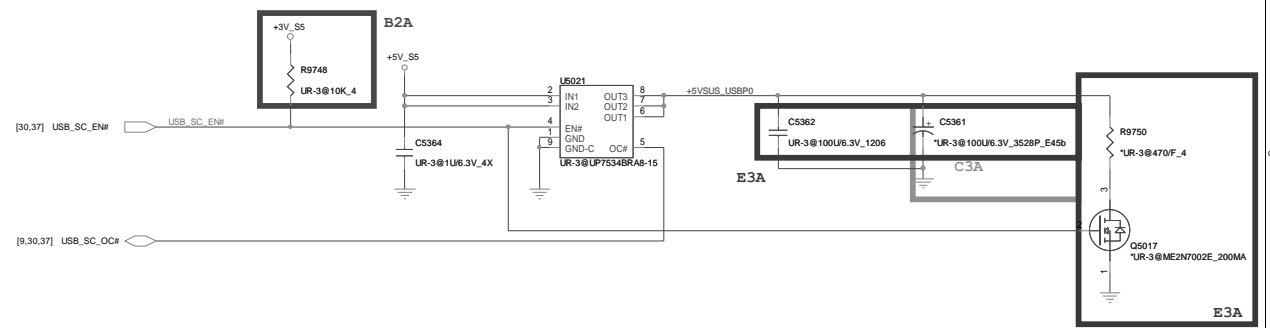 B2A
+3V_S5
R9748
UR-3@10K_4
+5V_S5
U5021
2 IN1 OUT3 8 +5VSUS_USBP0
3 IN2 OUT2 7
OUT1 6
[30,37] USB_SC_EN# USB_SC_EN#
4 EN#
1 GND
9 GND-C OC# 5
UR-3@UP7534BRA8-15
C5364
UR-3@1U/6.3V_4X
C5362
UR-3@100U/6.3V_1206
+ C5361
*UR-3@100U/6.3V_3528P_E45b
E3A
C3A
R9750
*UR-3@470/F_4
3
2
1
Q5017
*UR-3@ME2N7002E_200MA
[9,30,37] USB_SC_OC#
E3A